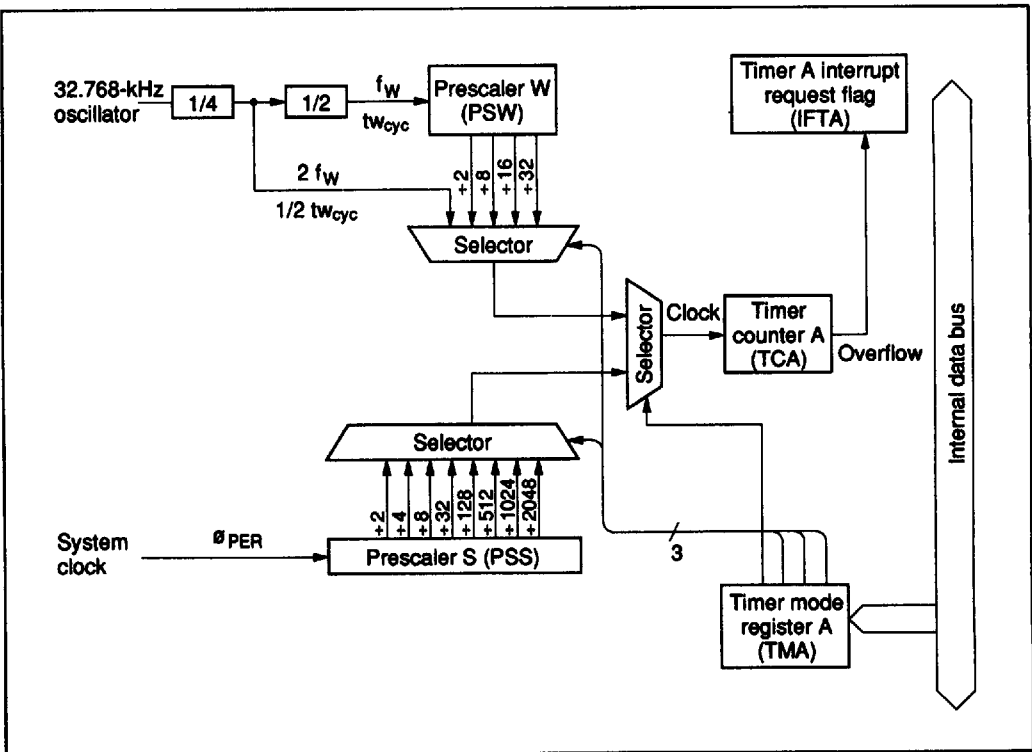 32.768-kHz
oscillator
1/4
1/2
fW
twcyc
Prescaler W
(PSW)
2 fW
1/2 twcyc
÷2
÷8
÷16
÷32
Selector
Timer A interrupt
request flag
(IFTA)
Selector
Clock
Timer
counter A
(TCA)
Overflow
Internal data bus
Selector
÷2
÷4
÷8
÷32
÷128
÷512
÷1024
÷2048
System
clock
øPER
Prescaler S (PSS)
3
Timer mode
register A
(TMA)